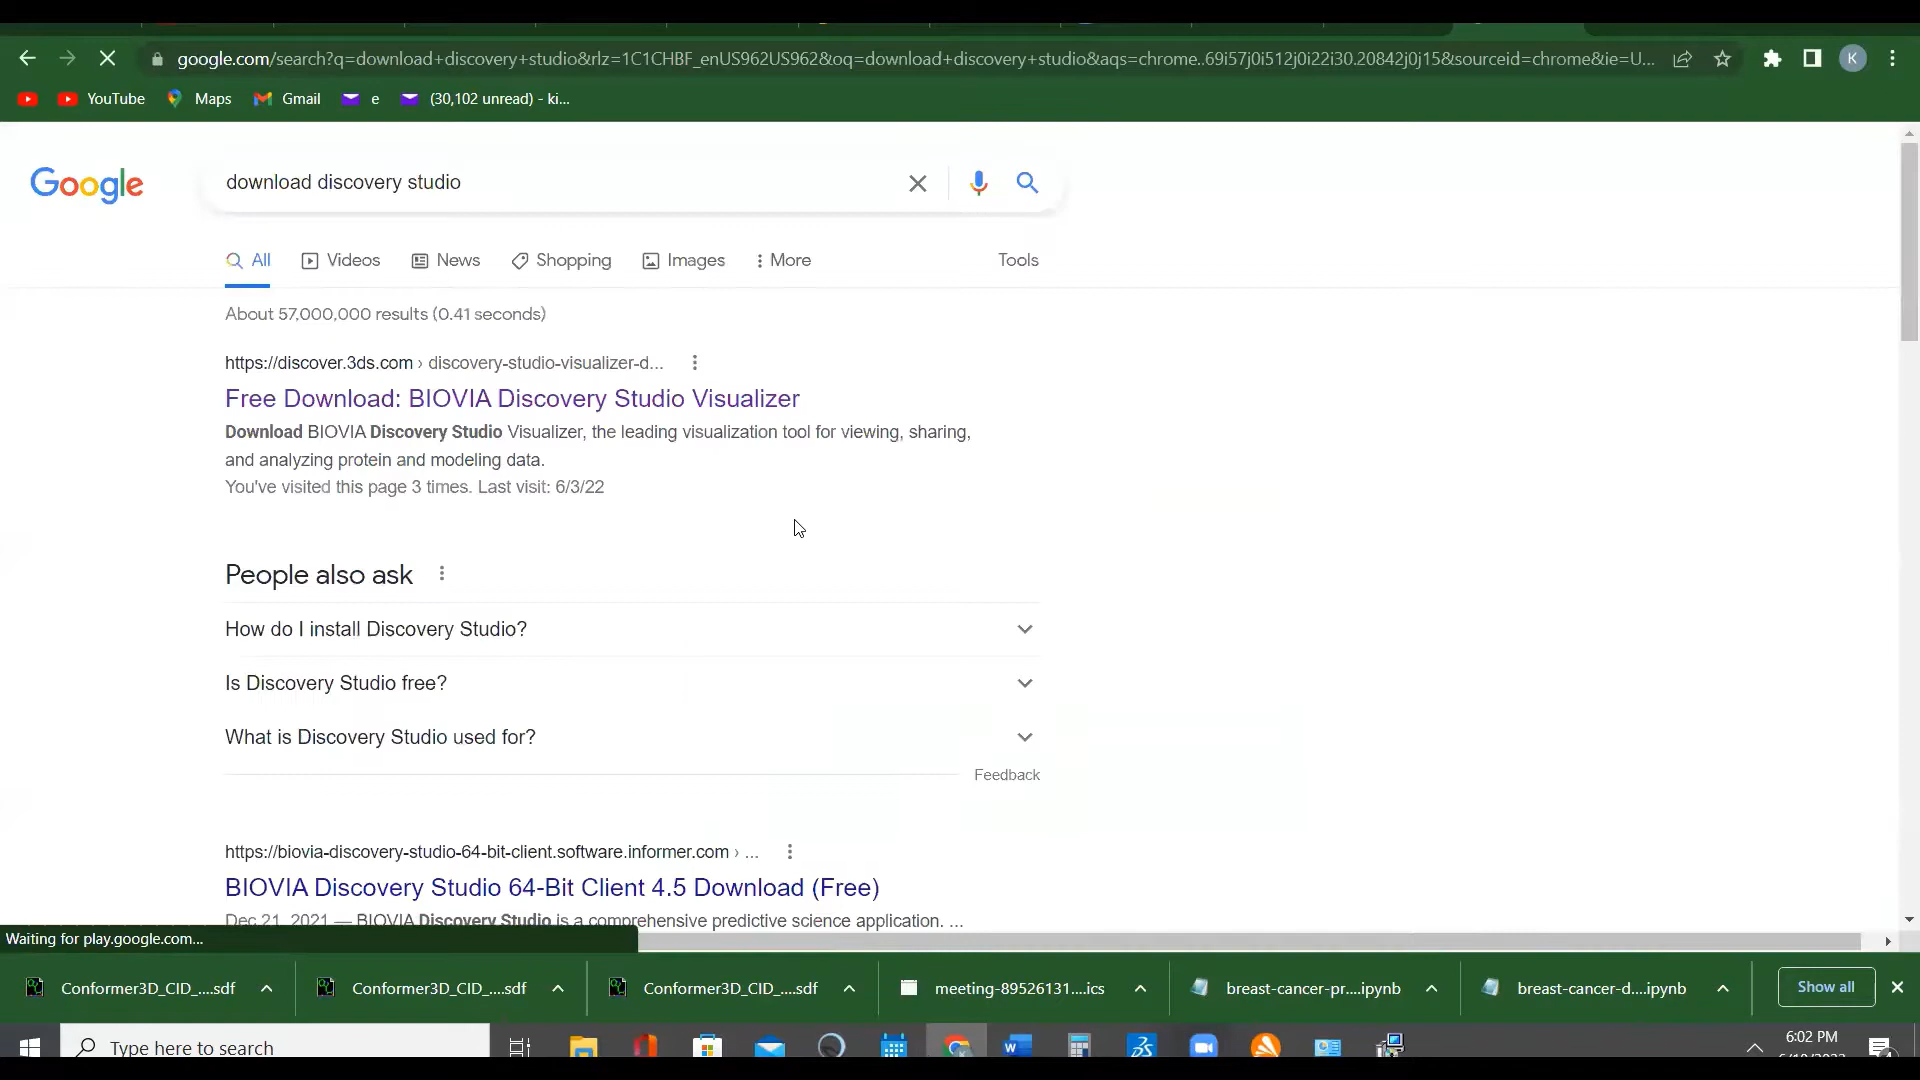 google.com/search?q=download+discovery+studio&rlz=1C1CHBF_enUS962US962&oq=download+discovery+studio&aqs=chrome..69i57j0i512j0i22i30.20842j0j15&sourceid=chrome&ie=U...
K
YouTube
Maps
Gmail
e
(30,102 unread) - ki...
Google
download discovery studio
All
Videos
News
Shopping
Images
More
Tools
About 57,000,000 results (0.41 seconds)
https://discover.3ds.com › discovery-studio-visualizer-d...
Free Download: BIOVIA Discovery Studio Visualizer
Download BIOVIA Discovery Studio Visualizer, the leading visualization tool for viewing, sharing,
and analyzing protein and modeling data.
You've visited this page 3 times. Last visit: 6/3/22
People also ask
How do I install Discovery Studio?
Is Discovery Studio free?
What is Discovery Studio used for?
Feedback
https://biovia-discovery-studio-64-bit-client.software.informer.com › ...
BIOVIA Discovery Studio 64-Bit Client 4.5 Download (Free)
Dec 21, 2021 — BIOVIA Discovery Studio is a comprehensive predictive science application. ...
Waiting for play.google.com...
Conformer3D_CID_....sdf
Conformer3D_CID_....sdf
Conformer3D_CID_....sdf
meeting-89526131....ics
breast-cancer-pr....ipynb
breast-cancer-d....ipynb
Show all
Type here to search
6:02 PM